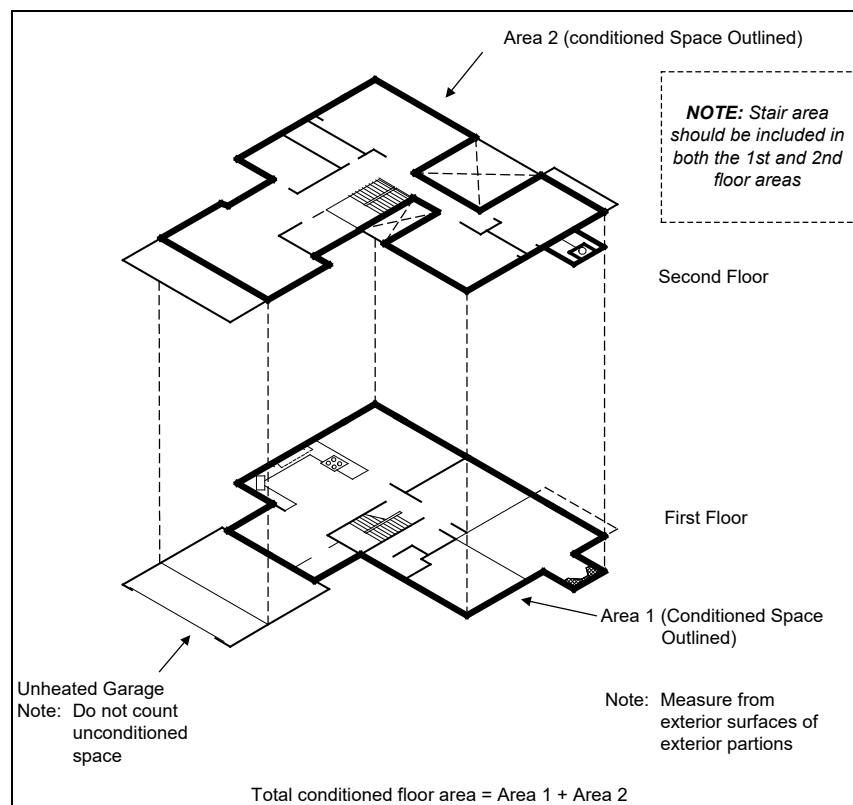 Area 2 (conditioned Space Outlined)
NOTE: Stair area
should be included in
both the 1st and 2nd
floor areas
Second Floor
First Floor
Area 1 (Conditioned Space
Outlined)
Unheated Garage
Note: Do not count
unconditioned
space
Note: Measure from
exterior surfaces of
exterior partions
Total conditioned floor area = Area 1 + Area 2